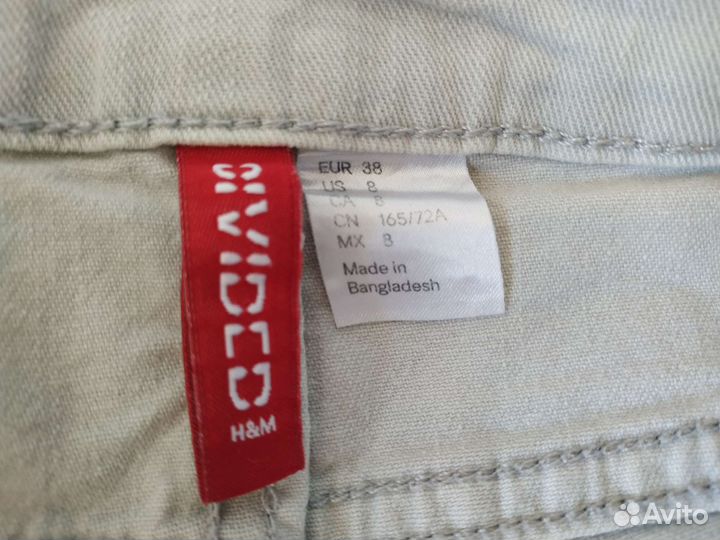 DIVIDED
H&M
EUR 38
US 8
CA 8
CN 165/72A
MX 8
Made in
Bangladesh
Avito